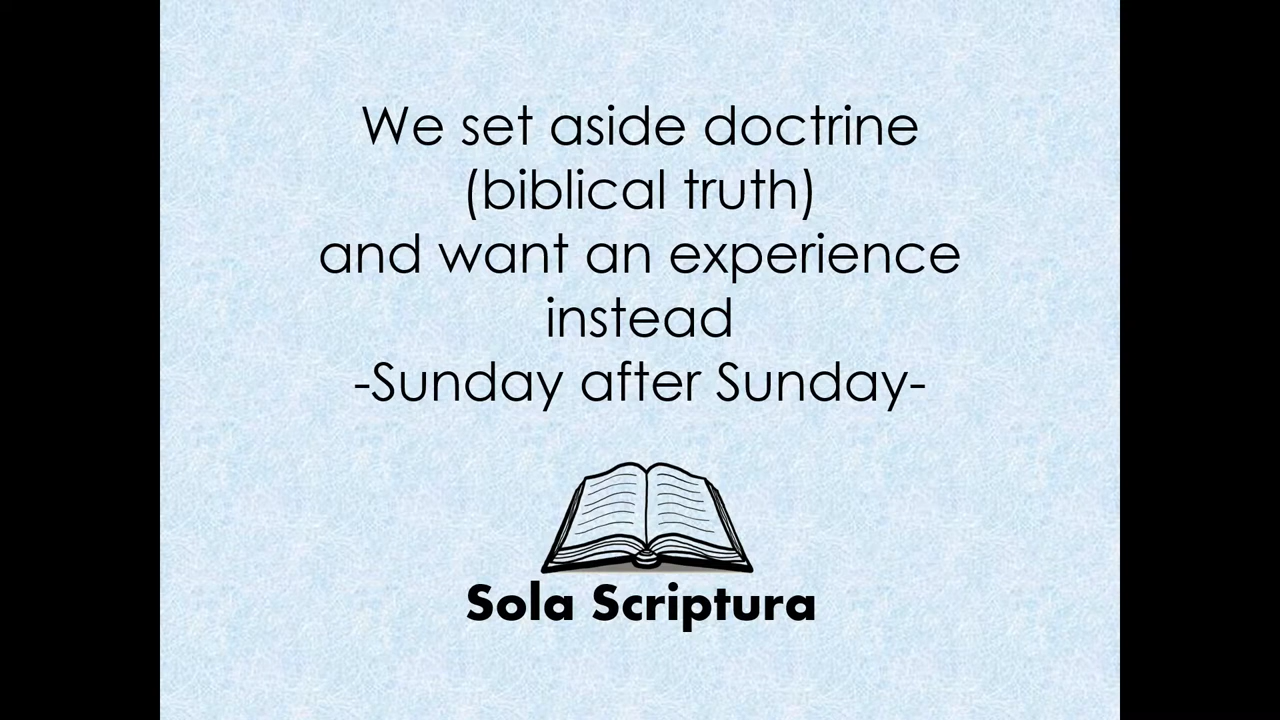 We set aside doctrine
(biblical truth)
and want an experience
instead
-Sunday after Sunday-
Sola Scriptura